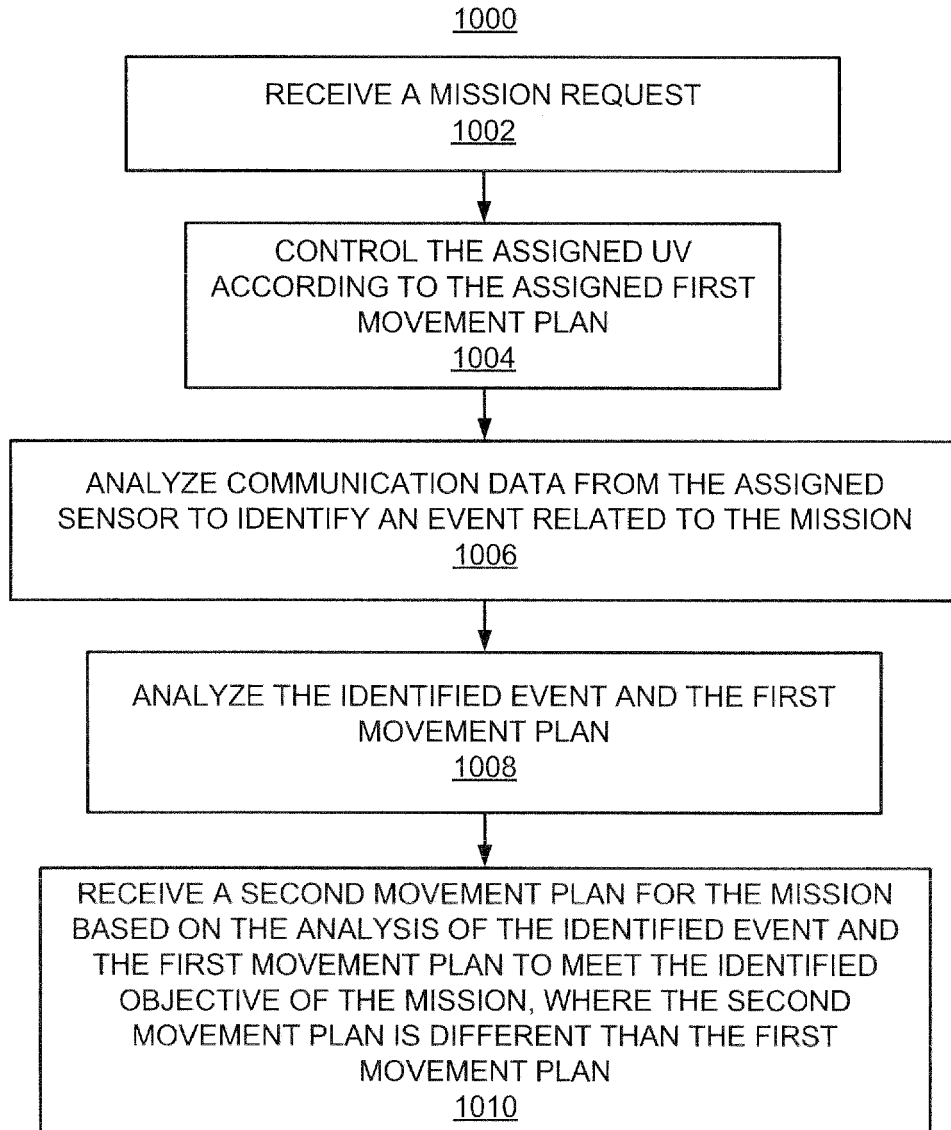 1000
RECEIVE A MISSION REQUEST
1002
CONTROL THE ASSIGNED UV
ACCORDING TO THE ASSIGNED FIRST
MOVEMENT PLAN
1004
ANALYZE COMMUNICATION DATA FROM THE ASSIGNED
SENSOR TO IDENTIFY AN EVENT RELATED TO THE MISSION
1006
ANALYZE THE IDENTIFIED EVENT AND THE FIRST
MOVEMENT PLAN
1008
RECEIVE A SECOND MOVEMENT PLAN FOR THE MISSION
BASED ON THE ANALYSIS OF THE IDENTIFIED EVENT AND
THE FIRST MOVEMENT PLAN TO MEET THE IDENTIFIED
OBJECTIVE OF THE MISSION, WHERE THE SECOND
MOVEMENT PLAN IS DIFFERENT THAN THE FIRST
MOVEMENT PLAN
1010